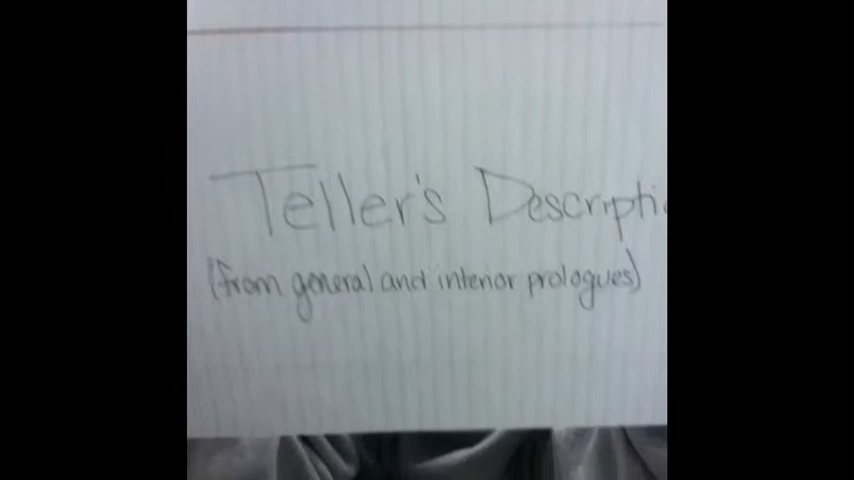 Teller's Descripti
(from general and interior prologues)